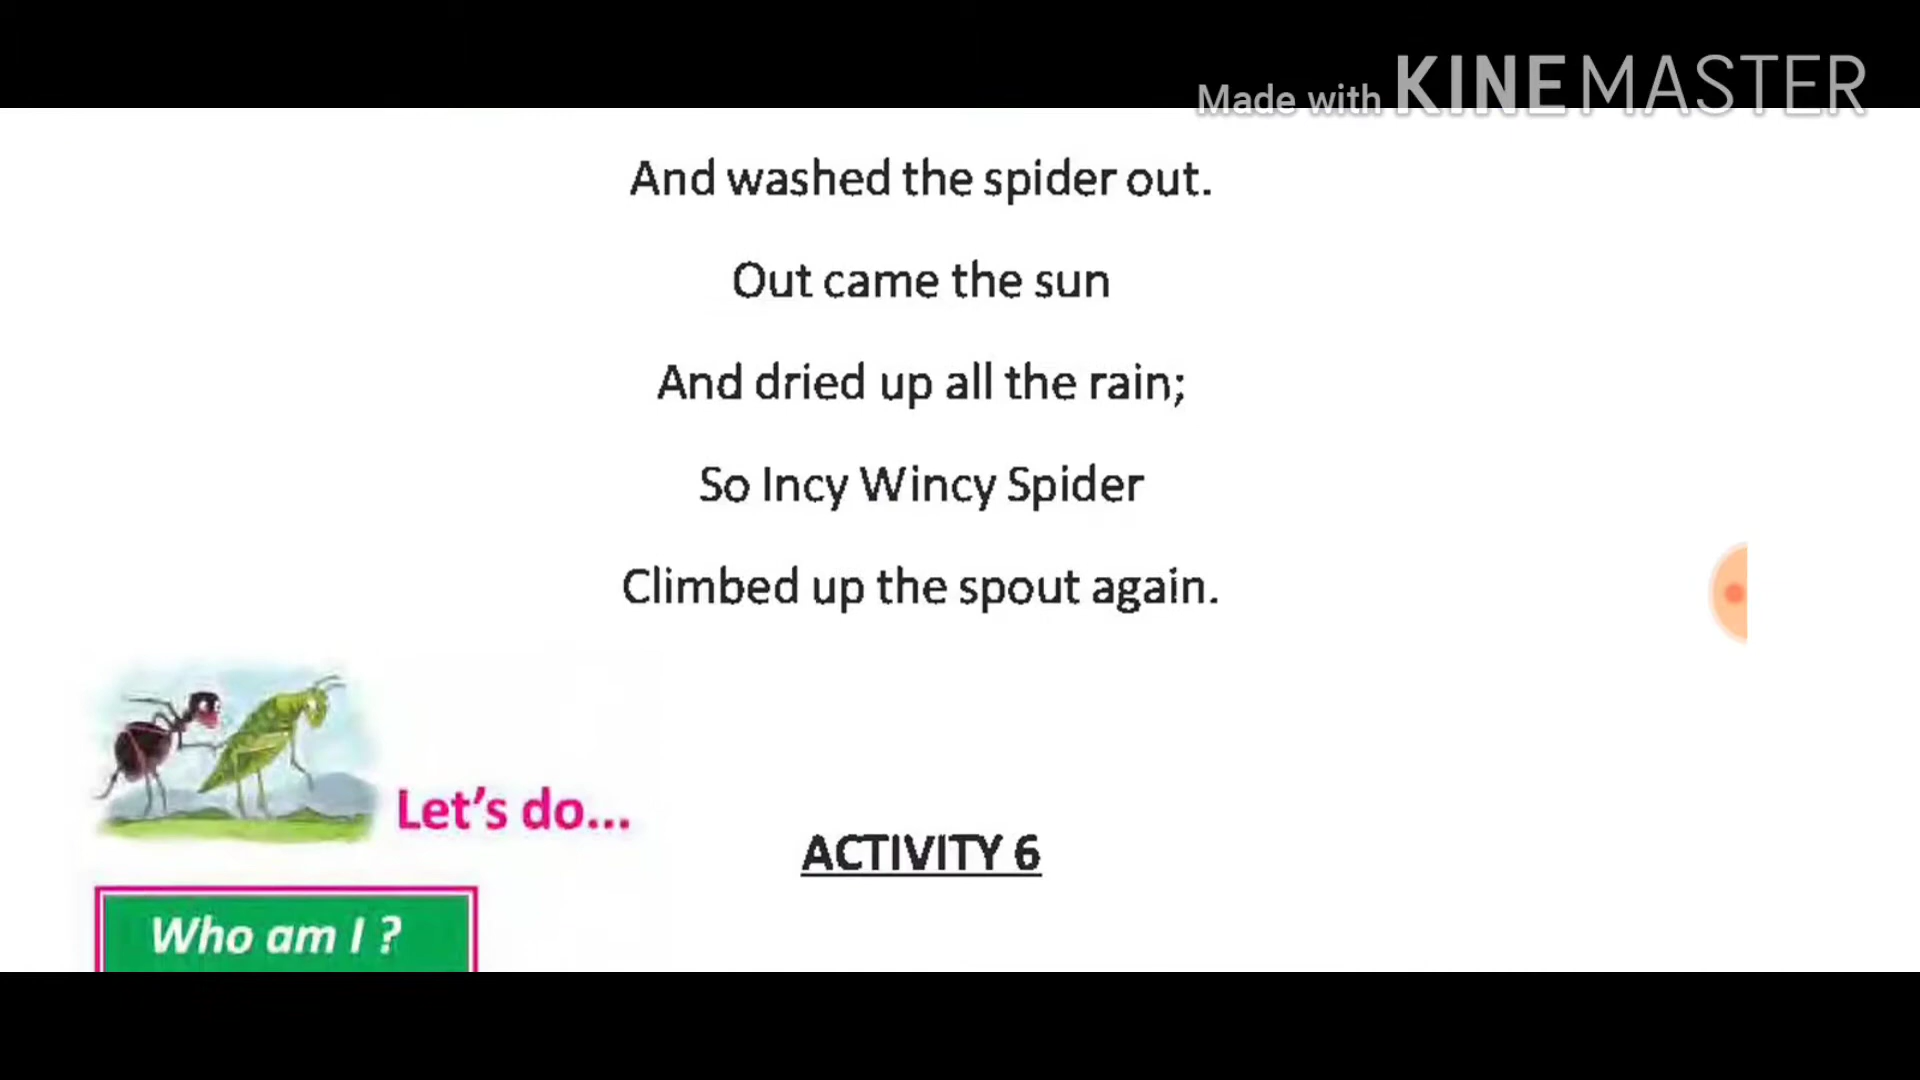 Made with KINEMASTER
And washed the spider out.
Out came the sun
And dried up all the rain;
So Incy Wincy Spider
Climbed up the spout again.
Let's do...
ACTIVITY 6
Who am I ?